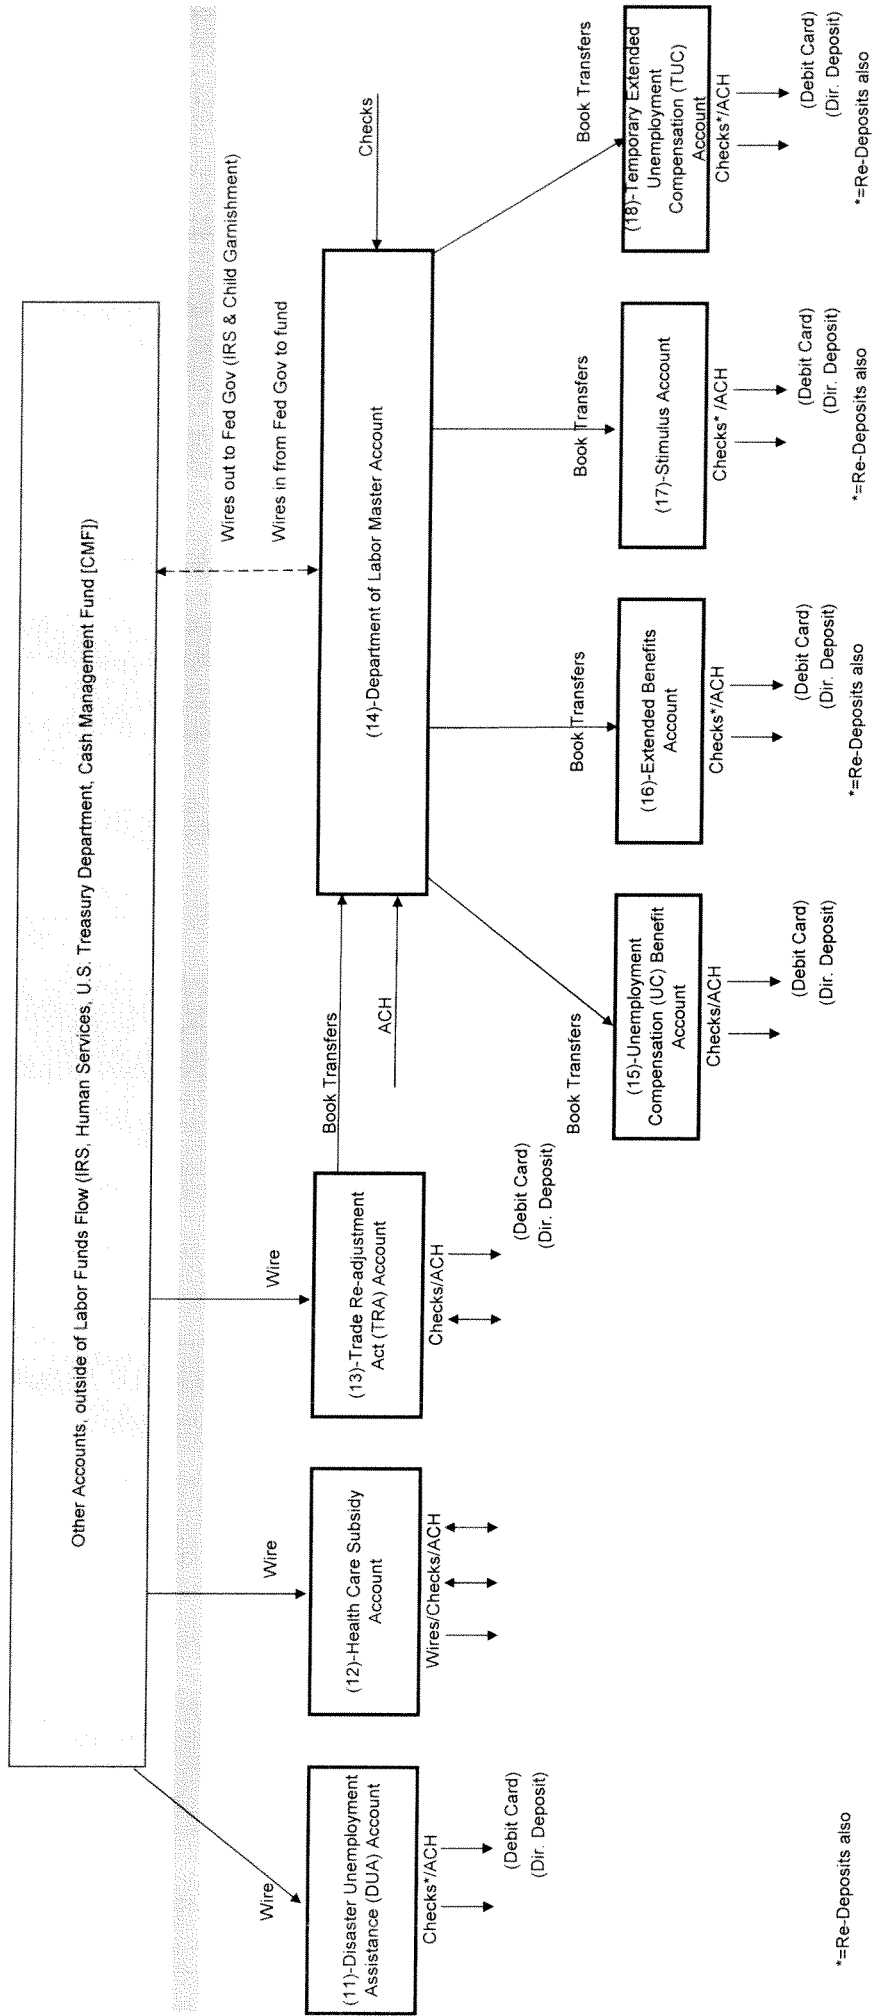 Other Accounts, outside of Labor Funds Flow (IRS, Human Services, U.S. Treasury Department, Cash Management Fund [CMF])
Wire
Wire
Wire
Wires out to Fed Gov (IRS & Child Garnishment)
Wires in from Fed Gov to fund
(11)-Disaster Unemployment
Assistance (DUA) Account
Checks*/ACH
(Debit Card)
(Dir. Deposit)
(12)-Health Care Subsidy
Account
Wires/Checks/ACH
(13)-Trade Re-adjustment
Act (TRA) Account
Checks/ACH
(Debit Card)
(Dir. Deposit)
Book Transfers
ACH
(14)-Department of Labor Master Account
Checks
Book Transfers
(15)-Unemployment
Compensation (UC) Benefit
Account
Checks/ACH
(Debit Card)
(Dir. Deposit)
Book Transfers
(16)-Extended Benefits
Account
Checks*/ACH
(Debit Card)
(Dir. Deposit)
*=Re-Deposits also
Book Transfers
(17)-Stimulus Account
Checks* /ACH
(Debit Card)
(Dir. Deposit)
*=Re-Deposits also
Book Transfers
(18)-Temporary Extended
Unemployment
Compensation (TUC)
Account
Checks*/ACH
(Debit Card)
(Dir. Deposit)
*=Re-Deposits also
*=Re-Deposits also